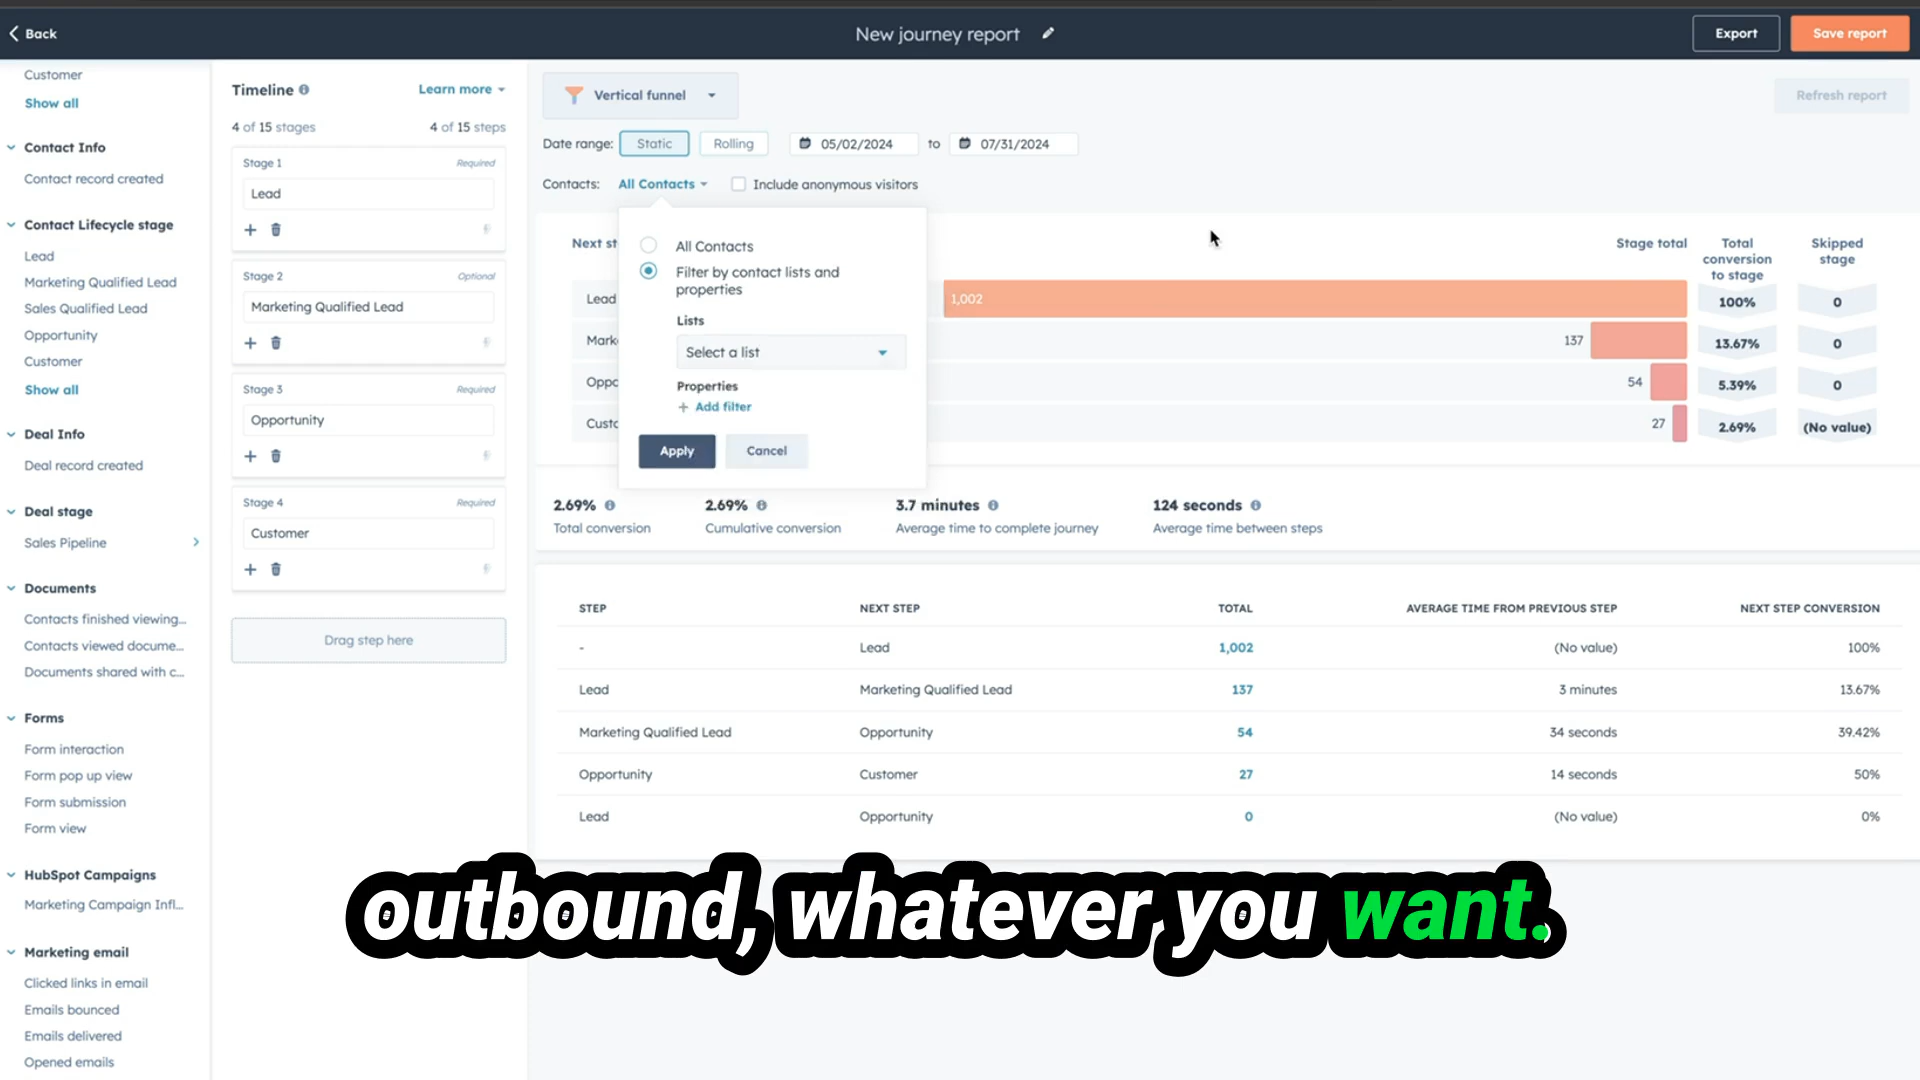 Back
New journey report
Export
Save report
Customer
Show all
Contact Info
Contact record created
Contact Lifecycle stage
Lead
Marketing Qualified Lead
Sales Qualified Lead
Opportunity
Customer
Show all
Deal Info
Deal record created
Deal stage
Sales Pipeline
Documents
Contacts finished viewing...
Contacts viewed docume...
Documents shared with c...
Forms
Form interaction
Form pop up view
Form submission
Form view
HubSpot Campaigns
Marketing Campaign Infl...
Marketing email
Clicked links in email
Emails bounced
Emails delivered
Opened emails
Timeline
Learn more
4 of 15 stages
4 of 15 steps
Stage 1 Required
Lead
Stage 2 Optional
Marketing Qualified Lead
Stage 3 Required
Opportunity
Stage 4 Required
Customer
Drag step here
Vertical funnel
Refresh report
Date range: Static Rolling 05/02/2024 to 07/31/2024
Contacts: All Contacts Include anonymous visitors
All Contacts
Filter by contact lists and
properties
Lists
Select a list
Properties
+ Add filter
Apply Cancel
Next st
Stage total
Total
conversion
to stage
Skipped
stage
Lead 1,002 100% 0
Mark 137 13.67% 0
Oppo 54 5.39% 0
Custo 27 2.69% (No value)
2.69%
Total conversion
2.69%
Cumulative conversion
3.7 minutes
Average time to complete journey
124 seconds
Average time between steps
STEP NEXT STEP TOTAL AVERAGE TIME FROM PREVIOUS STEP NEXT STEP CONVERSION
- Lead 1,002 (No value) 100%
Lead Marketing Qualified Lead 137 3 minutes 13.67%
Marketing Qualified Lead Opportunity 54 34 seconds 39.42%
Opportunity Customer 27 14 seconds 50%
Lead Opportunity 0 (No value) 0%
outbound, whatever you want.